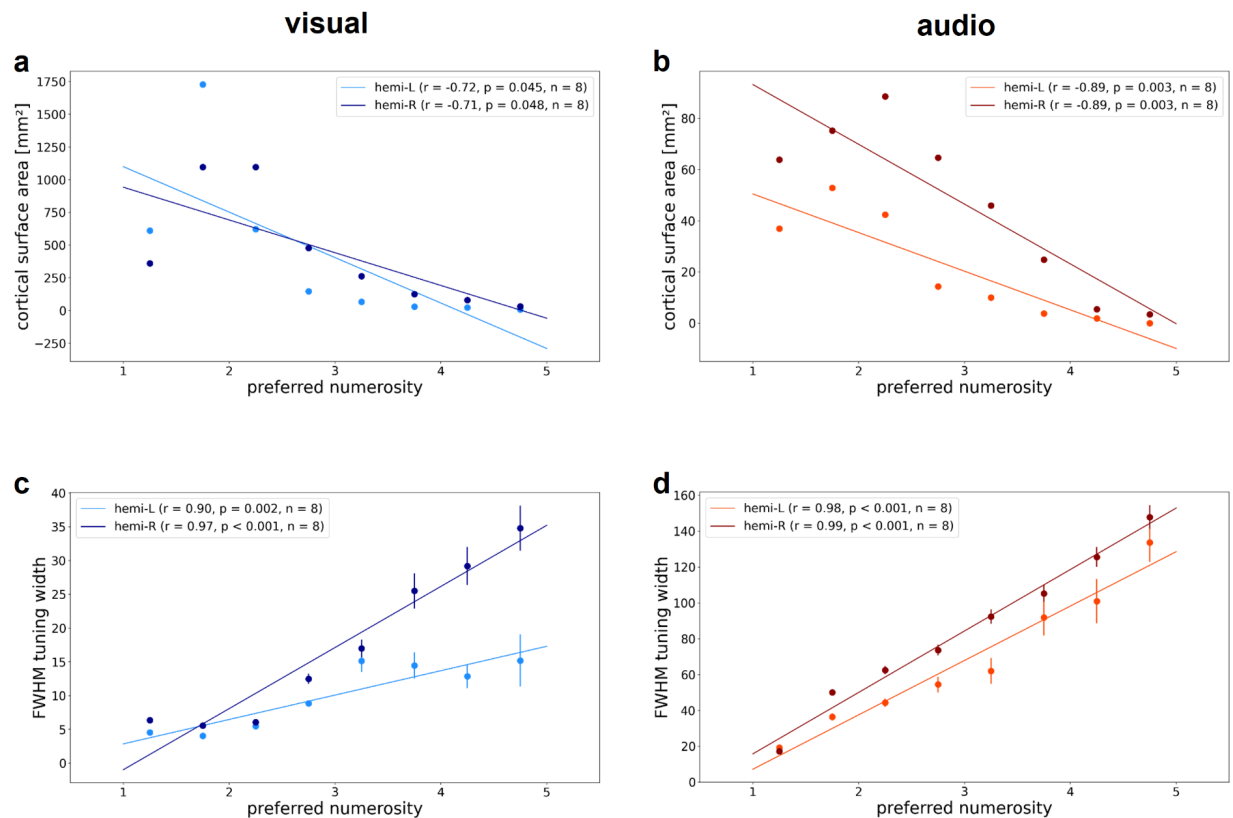 visual
audio
a
b
hemi-L (r = -0.72, p = 0.045, n = 8)
hemi-R (r = -0.71, p = 0.048, n = 8)
1750
1500
1250
1000
750
500
250
0
−250
cortical surface area [mm²]
1 2 3 4 5
preferred numerosity
hemi-L (r = -0.89, p = 0.003, n = 8)
hemi-R (r = -0.89, p = 0.003, n = 8)
80
60
40
20
0
cortical surface area [mm²]
1 2 3 4 5
preferred numerosity
c
d
hemi-L (r = 0.90, p = 0.002, n = 8)
hemi-R (r = 0.97, p < 0.001, n = 8)
40
35
30
25
20
15
10
5
0
FWHM tuning width
1 2 3 4 5
preferred numerosity
hemi-L (r = 0.98, p < 0.001, n = 8)
hemi-R (r = 0.99, p < 0.001, n = 8)
160
140
120
100
80
60
40
20
0
FWHM tuning width
1 2 3 4 5
preferred numerosity